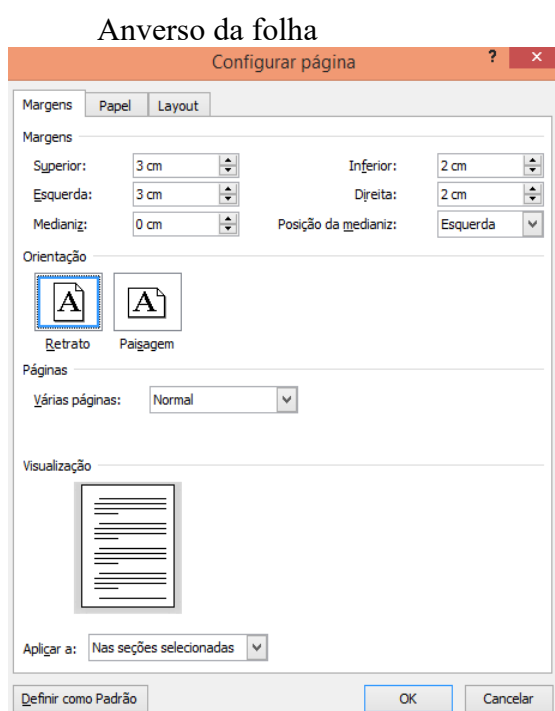 Anverso da folha
Configurar página ? ×
Margens Papel Layout
Margens
Superior: 3 cm Inferior: 2 cm
Esquerda: 3 cm Direita: 2 cm
Medianiz: 0 cm Posição da medianiz: Esquerda
Orientação
A A
Retrato Paisagem
Páginas
Várias páginas: Normal
Visualização
Aplicar a: Nas seções selecionadas
Definir como Padrão OK Cancelar